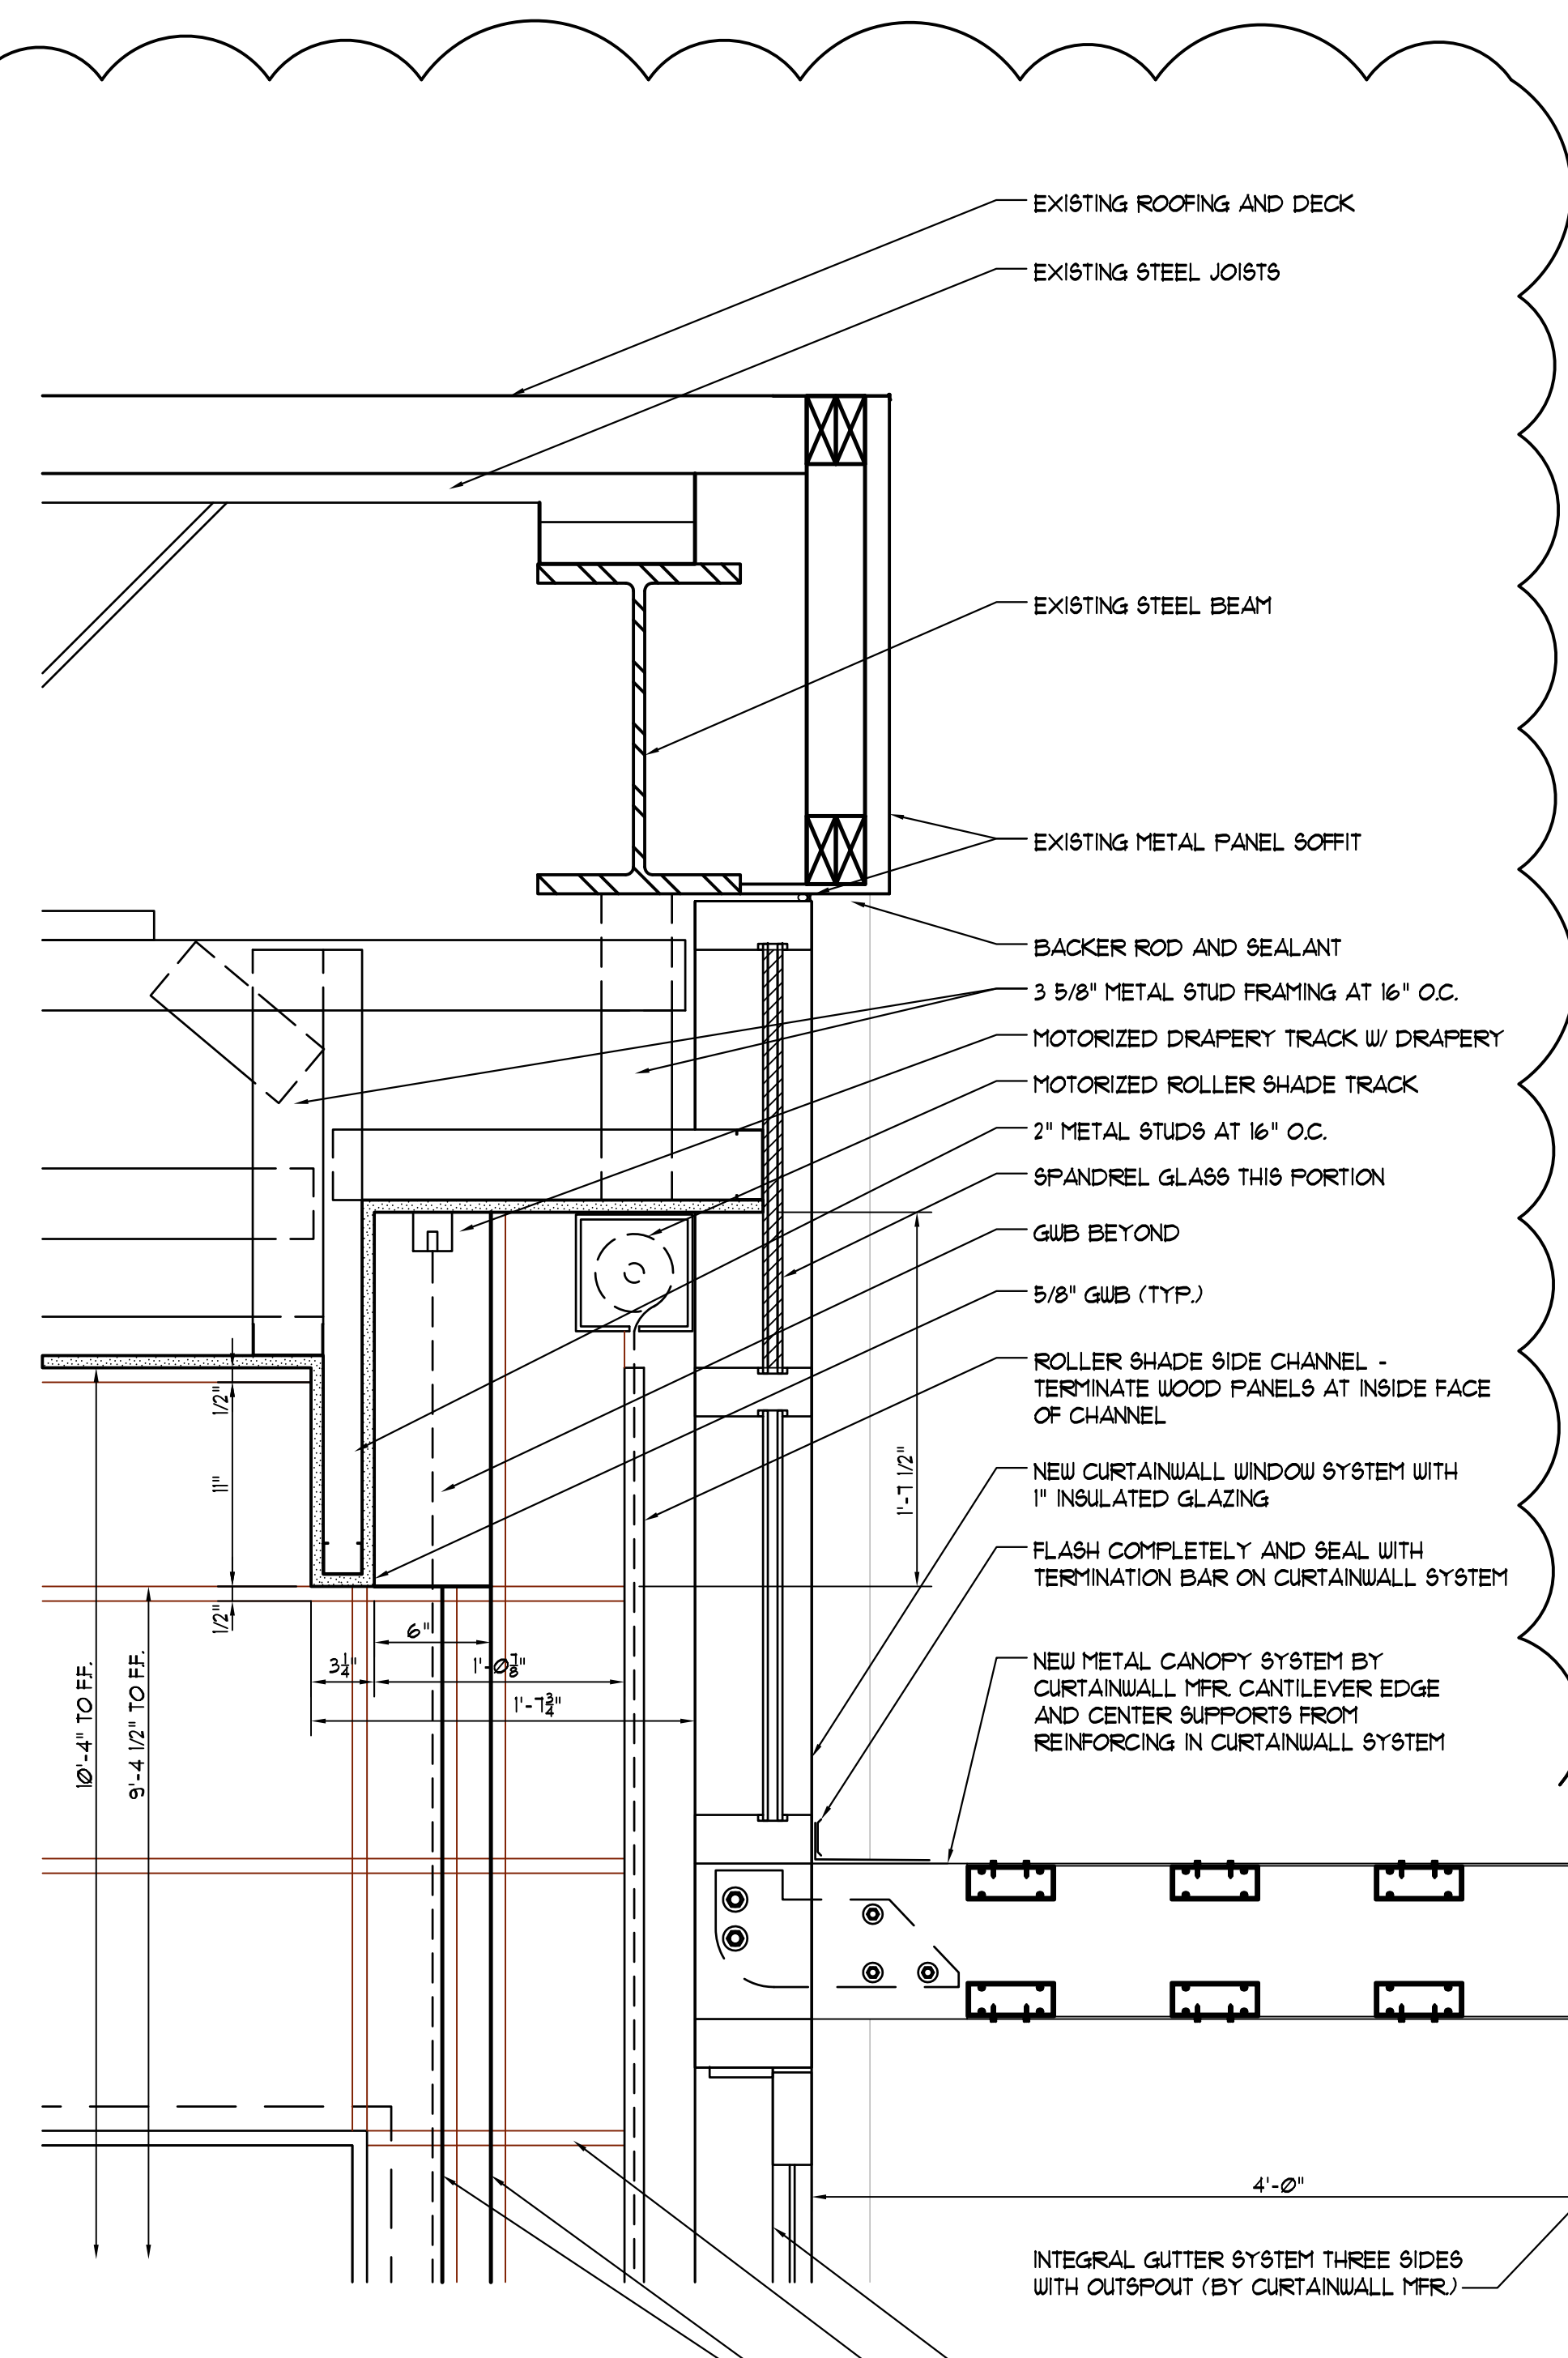 EXISTING ROOFING AND DECK
EXISTING STEEL JOISTS
EXISTING STEEL BEAM
EXISTING METAL PANEL SOFFIT
BACKER ROD AND SEALANT
3 5/8" METAL STUD FRAMING AT 16" O.C.
MOTORIZED DRAPERY TRACK W/ DRAPERY
MOTORIZED ROLLER SHADE TRACK
2" METAL STUDS AT 16" O.C.
SPANDREL GLASS THIS PORTION
GWB BEYOND
5/8" GWB (TYP.)
ROLLER SHADE SIDE CHANNEL -
TERMINATE WOOD PANELS AT INSIDE FACE
OF CHANNEL
1/2"
11"
1'-7 1/2"
NEW CURTAINWALL WINDOW SYSTEM WITH
1" INSULATED GLAZING
FLASH COMPLETELY AND SEAL WITH
TERMINATION BAR ON CURTAINWALL SYSTEM
1/2"
6"
3 1/4"
1'-0 7/8"
1'-7 3/4"
10'-4" TO F.F.
9'-4 1/2" TO F.F.
NEW METAL CANOPY SYSTEM BY
CURTAINWALL MFR. CANTILEVER EDGE
AND CENTER SUPPORTS FROM
REINFORCING IN CURTAINWALL SYSTEM
4'-0"
INTEGRAL GUTTER SYSTEM THREE SIDES
WITH OUTSPOUT (BY CURTAINWALL MFR.)